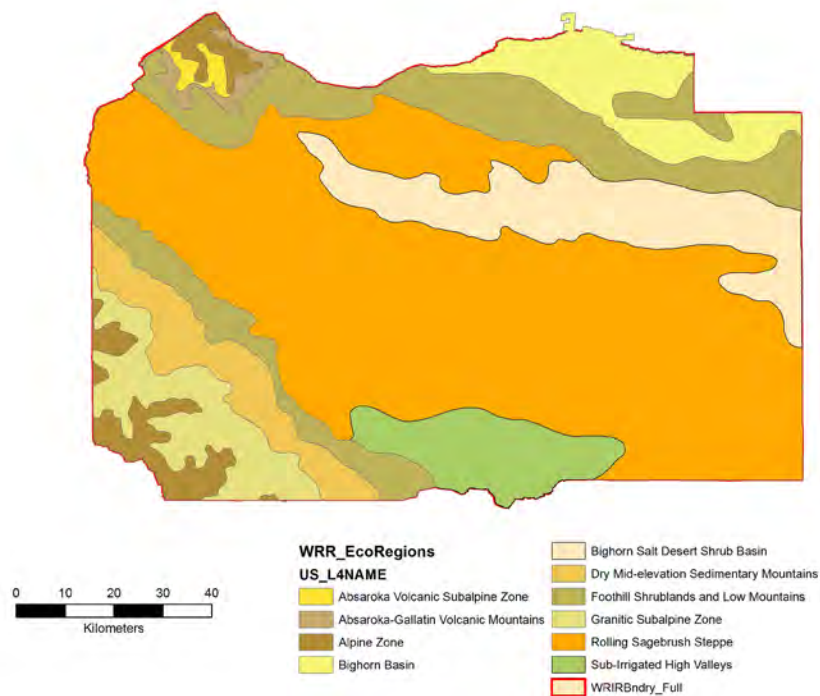 WRR_EcoRegions
US_L4NAME
Absaroka Volcanic Subalpine Zone
Absaroka-Gallatin Volcanic Mountains
Alpine Zone
Bighorn Basin
Bighorn Salt Desert Shrub Basin
Dry Mid-elevation Sedimentary Mountains
Foothill Shrublands and Low Mountains
Granitic Subalpine Zone
Rolling Sagebrush Steppe
Sub-Irrigated High Valleys
WRIRBndry_Full
0 10 20 30 40
Kilometers